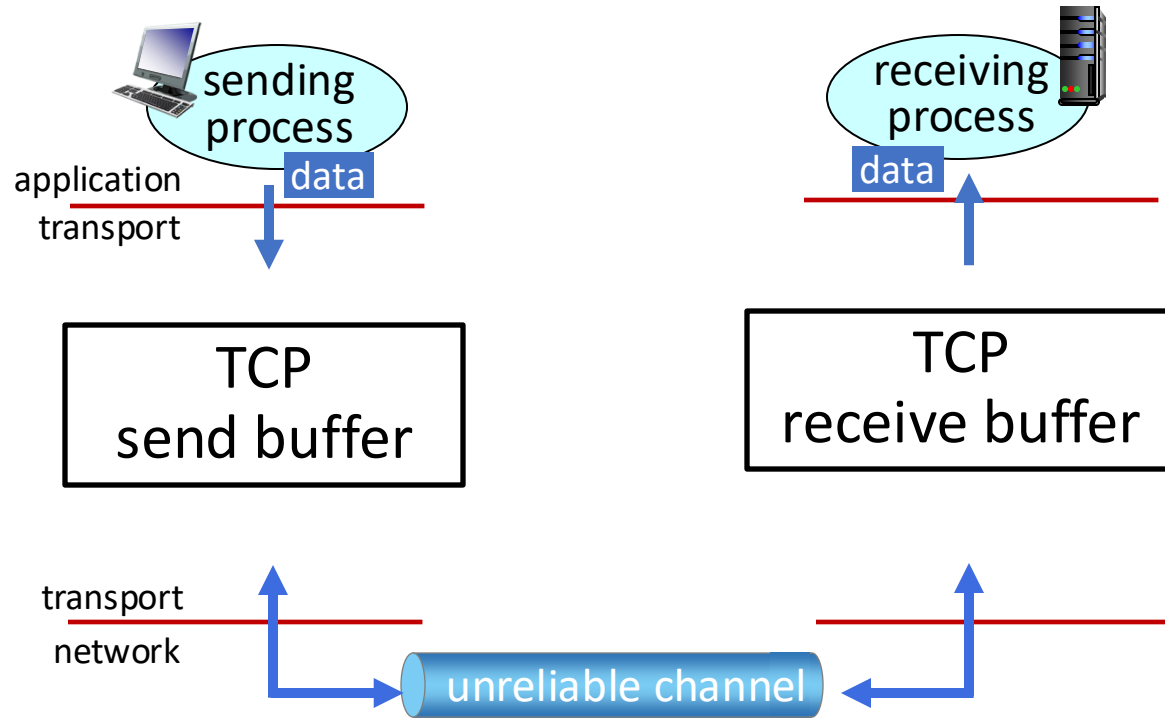 sending
process
data
application
transport
receiving
process
data
TCP
send buffer
TCP
receive buffer
transport
network
unreliable channel